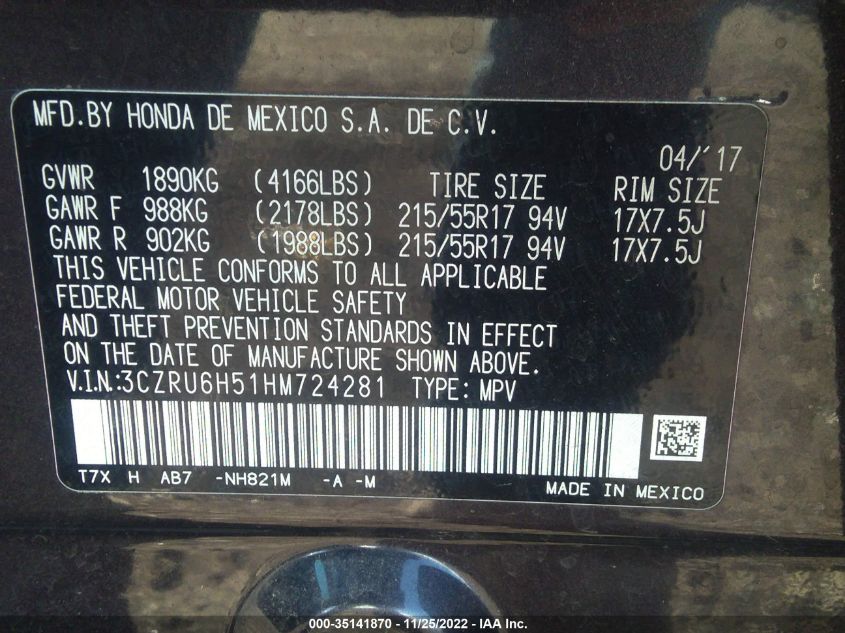 MFD.BY HONDA DE MEXICO S.A. DE C.V.
04/'17
GVWR 1890KG (4166LBS) TIRE SIZE RIM SIZE
GAWR F 988KG (2178LBS) 215/55R17 94V 17X7.5J
GAWR R 902KG (1988LBS) 215/55R17 94V 17X7.5J
THIS VEHICLE CONFORMS TO ALL APPLICABLE
FEDERAL MOTOR VEHICLE SAFETY
AND THEFT PREVENTION STANDARDS IN EFFECT
ON THE DATE OF MANUFACTURE SHOWN ABOVE.
V.I.N.:3CZRU6H51HM724281 TYPE: MPV
T7X H AB7 -NH821M -A -M
MADE IN MEXICO
000-35141870 - 11/25/2022 - IAA Inc.